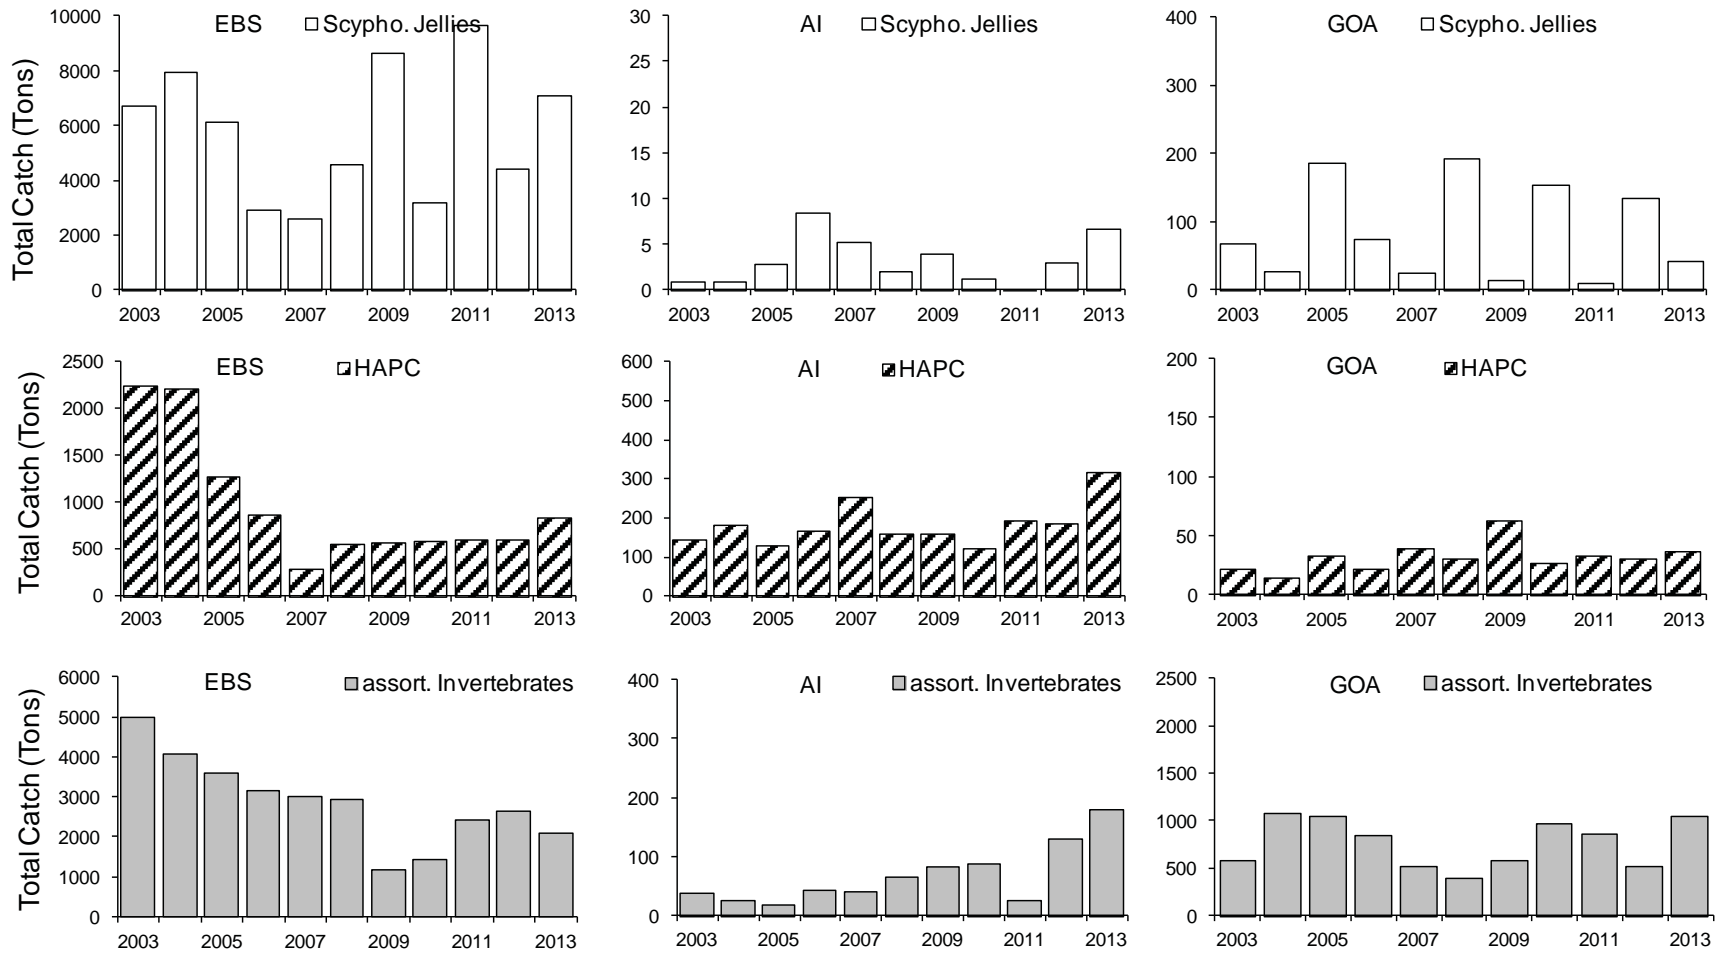 EBS Scypho. Jellies
Total Catch (Tons)
10000
8000
6000
4000
2000
0
2003 2005 2007 2009 2011 2013
AI Scypho. Jellies
30
25
20
15
10
5
0
2003 2005 2007 2009 2011 2013
GOA Scypho. Jellies
400
300
200
100
0
2003 2005 2007 2009 2011 2013
EBS HAPC
Total Catch (Tons)
2500
2000
1500
1000
500
0
2003 2005 2007 2009 2011 2013
AI HAPC
600
500
400
300
200
100
0
2003 2005 2007 2009 2011 2013
GOA HAPC
200
150
100
50
0
2003 2005 2007 2009 2011 2013
EBS assort. Invertebrates
Total Catch (Tons)
6000
5000
4000
3000
2000
1000
0
2003 2005 2007 2009 2011 2013
AI assort. Invertebrates
400
300
200
100
0
2003 2005 2007 2009 2011 2013
GOA assort. Invertebrates
2500
2000
1500
1000
500
0
2003 2005 2007 2009 2011 2013